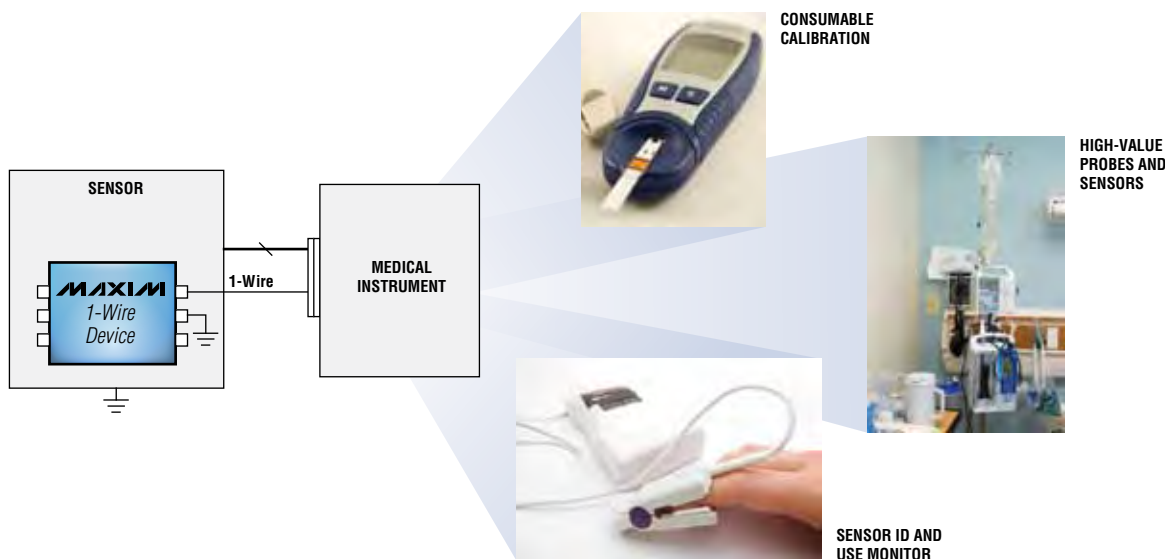 CONSUMABLE
CALIBRATION
HIGH-VALUE
PROBES AND
SENSORS
SENSOR
MAXIM
1-Wire
Device
1-Wire
MEDICAL
INSTRUMENT
SENSOR ID AND
USE MONITOR